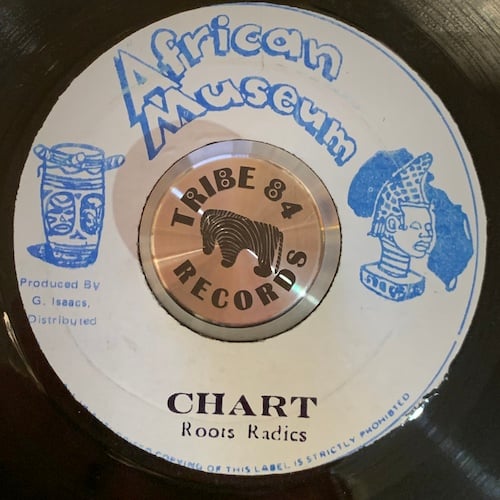 African
Museum
TRIBE 84
RECORDS
Produced By
G. Isaacs,
Distributed
CHART
Roots Radics
COPYING OF THIS LABEL IS STRICTLY PROHIBITED